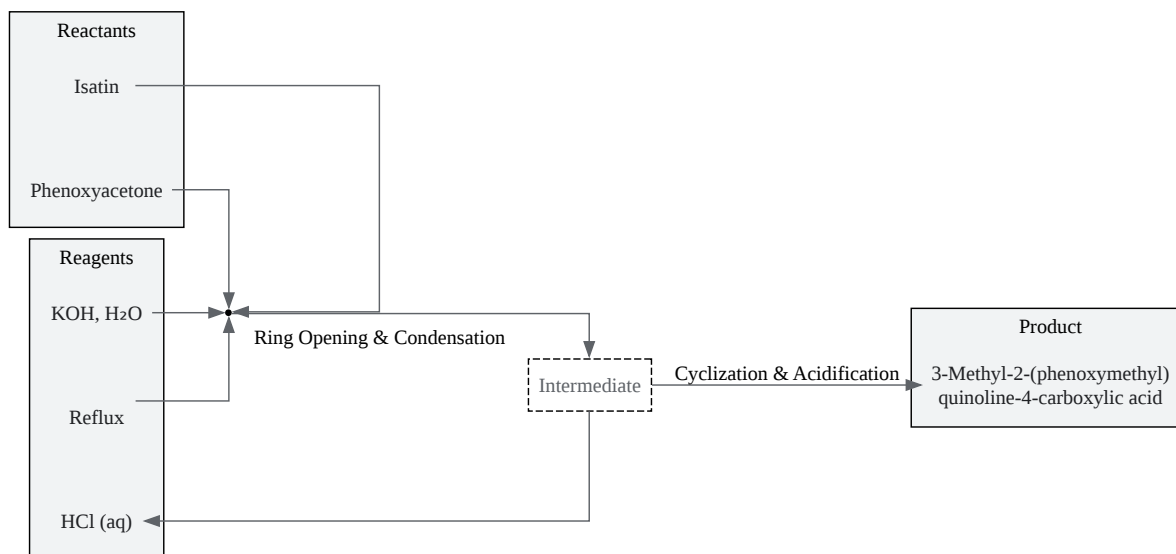 Reactants
Isatin
Phenoxyacetone
Reagents
KOH, H₂O
Reflux
HCl (aq)
Ring Opening & Condensation
Intermediate
Cyclization & Acidification
Product
3-Methyl-2-(phenoxymethyl)
quinoline-4-carboxylic acid